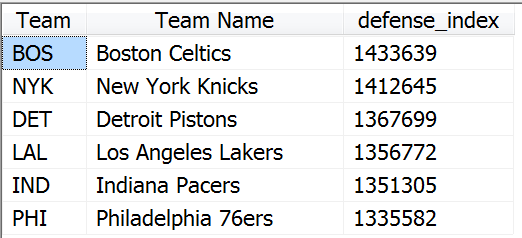 Team Team Name defense_index
BOS Boston Celtics 1433639
NYK New York Knicks 1412645
DET Detroit Pistons 1367699
LAL Los Angeles Lakers 1356772
IND Indiana Pacers 1351305
PHI Philadelphia 76ers 1335582